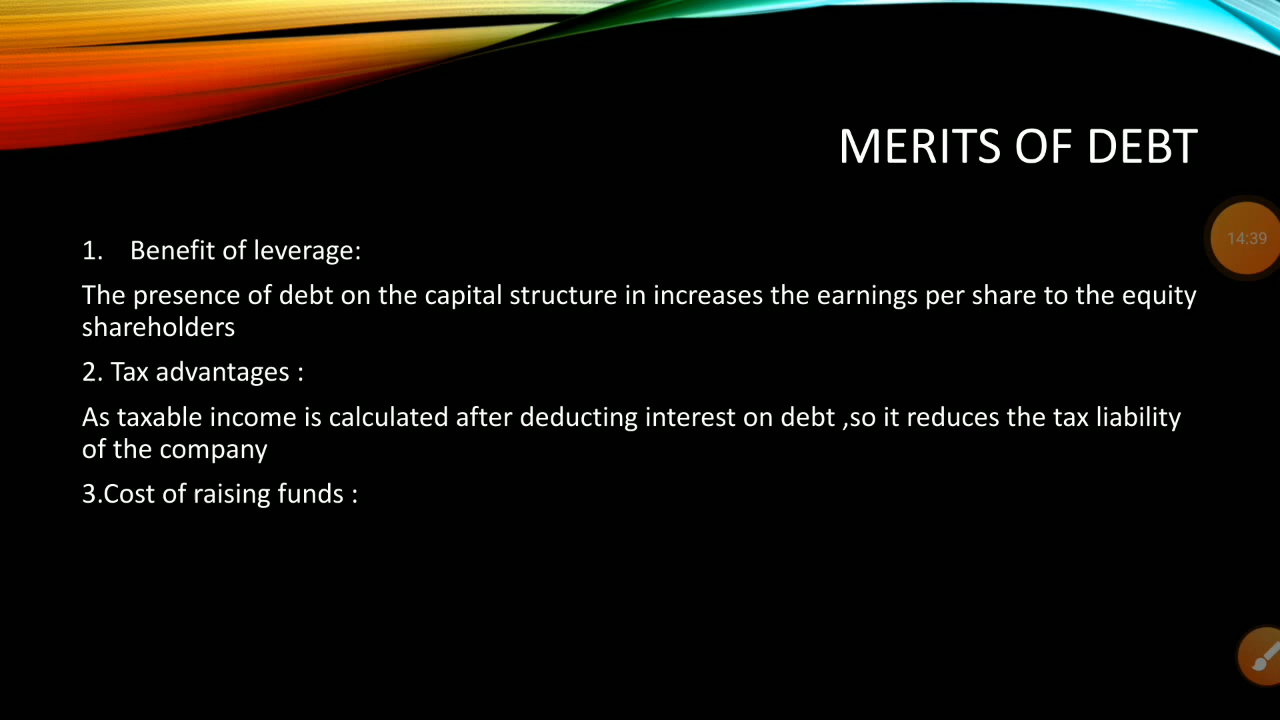 MERITS OF DEBT
14:39
1. Benefit of leverage:
The presence of debt on the capital structure in increases the earnings per share to the equity
shareholders
2. Tax advantages :
As taxable income is calculated after deducting interest on debt ,so it reduces the tax liability
of the company
3.Cost of raising funds :